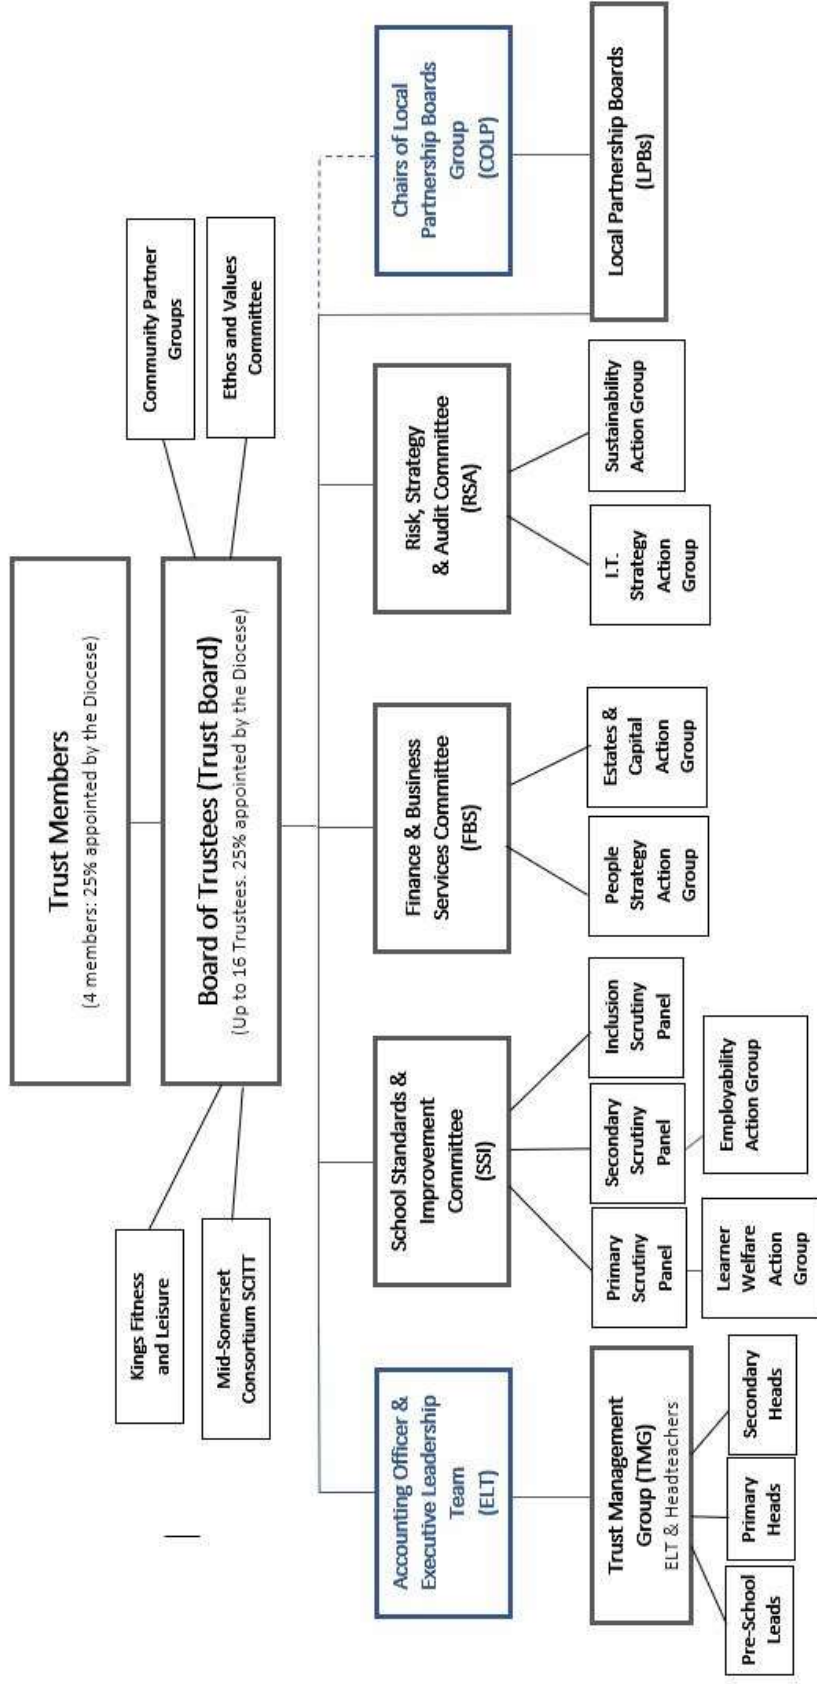 Trust Members
(4 members: 25% appointed by the Diocese)
Kings Fitness
and Leisure
Mid-Somerset
Consortium SCITT
Board of Trustees (Trust Board)
(Up to 16 Trustees. 25% appointed by the Diocese)
Community Partner
Groups
Ethos and Values
Committee
Accounting Officer &
Executive Leadership
Team
(ELT)
School Standards &
Improvement
Committee
(SSI)
Finance & Business
Services Committee
(FBS)
Risk, Strategy
& Audit Committee
(RSA)
Chairs of Local
Partnership Boards
Group
(COLP)
Trust Management
Group (TMG)
ELT & Headteachers
Primary
Scrutiny
Panel
Secondary
Scrutiny
Panel
Inclusion
Scrutiny
Panel
People
Strategy
Action
Group
Estates &
Capital
Action
Group
I.T.
Strategy
Action
Group
Sustainability
Action Group
Local Partnership Boards
(LPBs)
Pre-School
Leads
Primary
Heads
Secondary
Heads
Learner
Welfare
Action
Group
Employability
Action Group